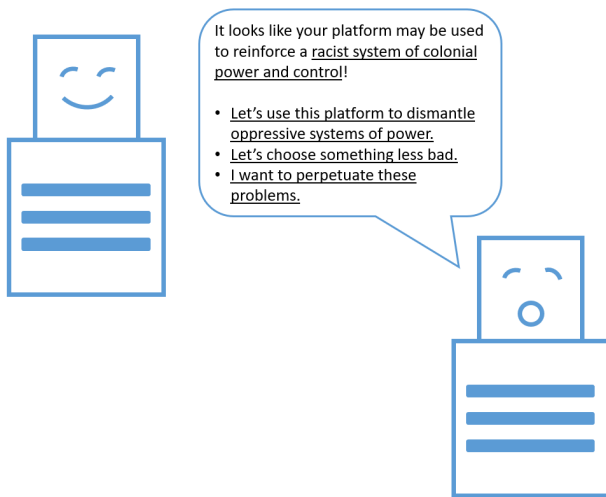 It looks like your platform may be used
to reinforce a racist system of colonial
power and control!
• Let’s use this platform to dismantle
oppressive systems of power.
• Let’s choose something less bad.
• I want to perpetuate these
problems.